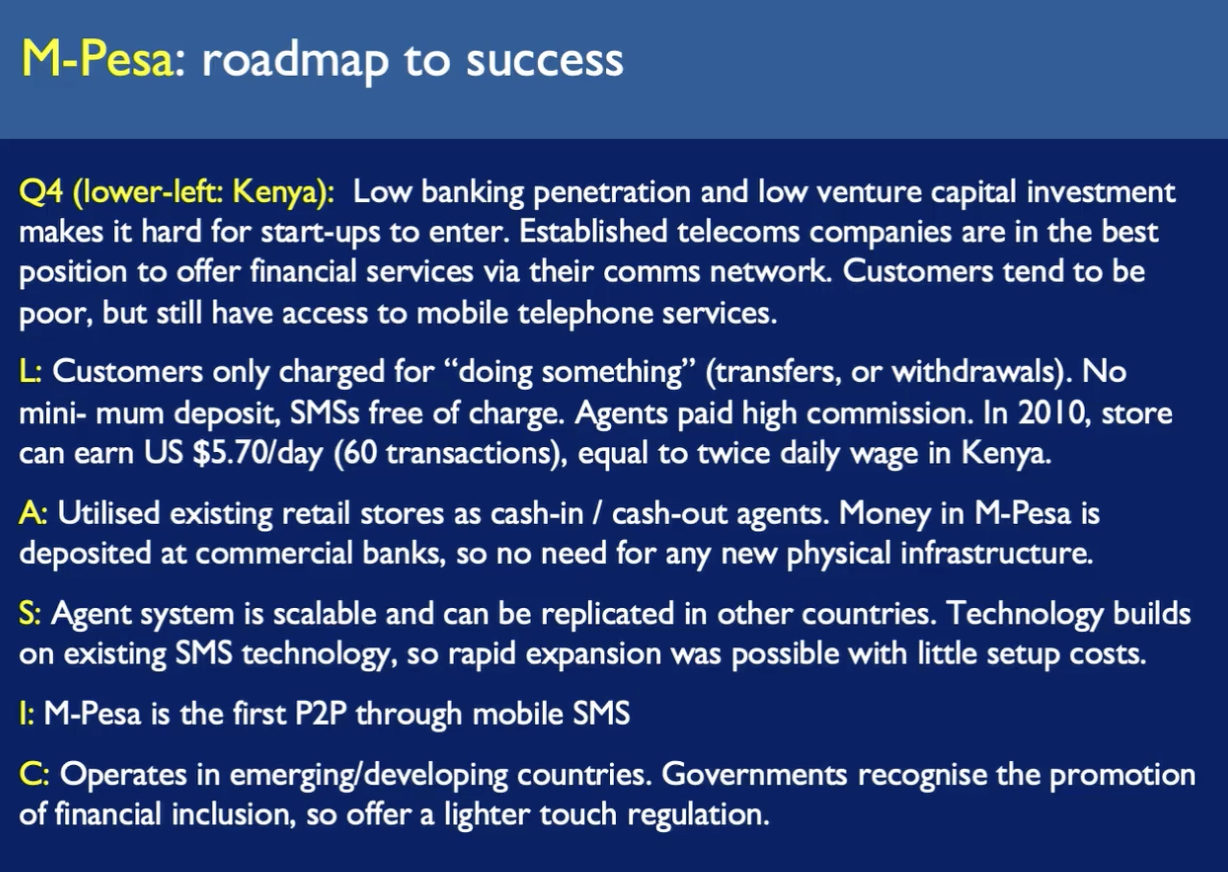 M-Pesa: roadmap to success
Q4 (lower-left: Kenya): Low banking penetration and low venture capital investment
makes it hard for start-ups to enter. Established telecoms companies are in the best
position to offer financial services via their comms network. Customers tend to be
poor, but still have access to mobile telephone services.
L: Customers only charged for “doing something” (transfers, or withdrawals). No
mini- mum deposit, SMSs free of charge. Agents paid high commission. In 2010, store
can earn US $5.70/day (60 transactions), equal to twice daily wage in Kenya.
A: Utilised existing retail stores as cash-in / cash-out agents. Money in M-Pesa is
deposited at commercial banks, so no need for any new physical infrastructure.
S: Agent system is scalable and can be replicated in other countries. Technology builds
on existing SMS technology, so rapid expansion was possible with little setup costs.
I: M-Pesa is the first P2P through mobile SMS
C: Operates in emerging/developing countries. Governments recognise the promotion
of financial inclusion, so offer a lighter touch regulation.